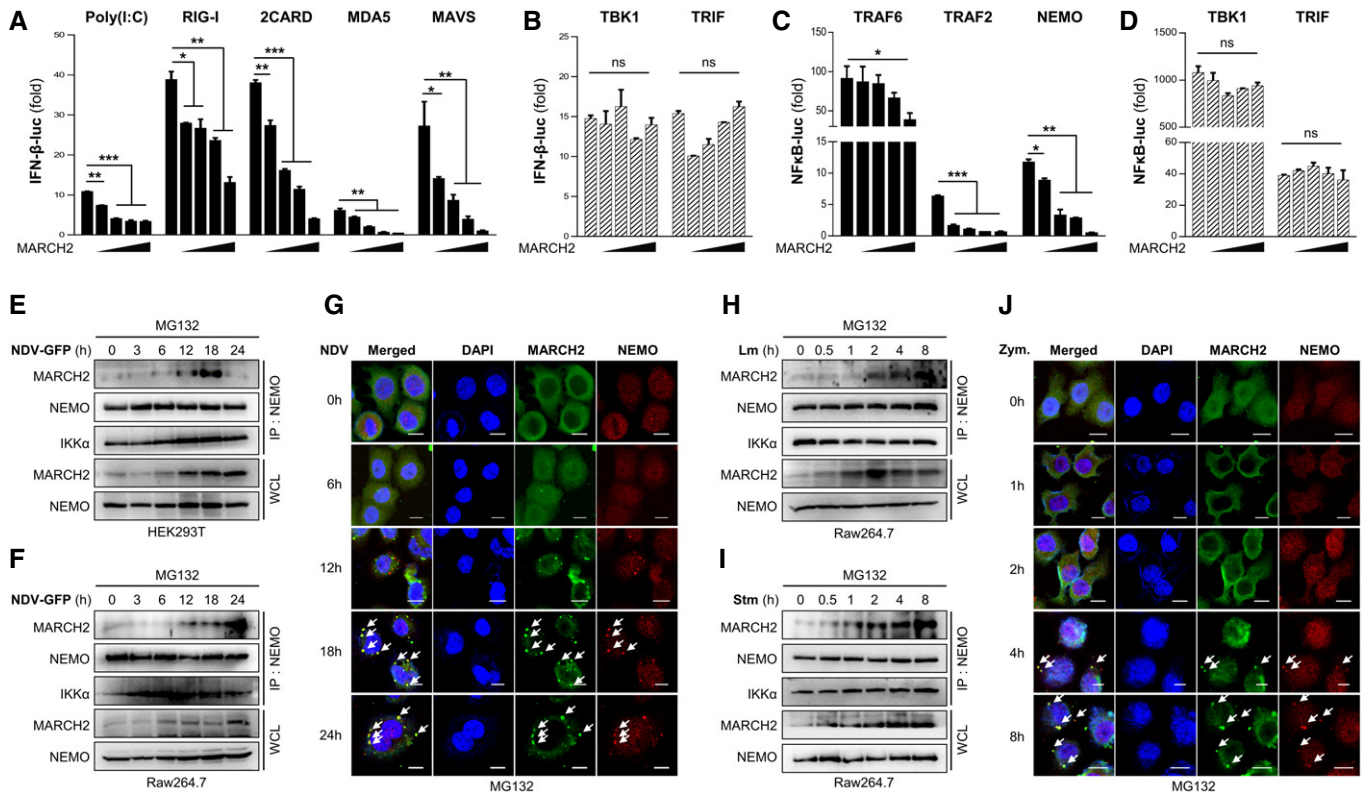 A
Poly(I:C) RIG-I 2CARD MDA5 MAVS
IFN-β-luc (fold)
50
40
30
20
10
0
*** ** * ** ** *** ** * **
MARCH2
B
TBK1 TRIF
IFN-β-luc (fold)
25
20
15
10
5
0
ns ns
MARCH2
C
TRAF6 TRAF2 NEMO
NFκB-luc (fold)
150
100
50
15
10
5
0
* *** * **
MARCH2
D
TBK1 TRIF
NFκB-luc (fold)
1500
1000
500
60
40
20
0
ns ns
MARCH2
E
MG132
NDV-GFP (h) 0 3 6 12 18 24
MARCH2
NEMO
IKKα
IP : NEMO
MARCH2
NEMO
WCL
HEK293T
F
MG132
NDV-GFP (h) 0 3 6 12 18 24
MARCH2
NEMO
IKKα
IP : NEMO
MARCH2
NEMO
WCL
Raw264.7
G
NDV Merged DAPI MARCH2 NEMO
0h
6h
12h
18h
24h
MG132
H
MG132
Lm (h) 0 0.5 1 2 4 8
MARCH2
NEMO
IKKα
IP : NEMO
MARCH2
NEMO
WCL
Raw264.7
I
MG132
Stm (h) 0 0.5 1 2 4 8
MARCH2
NEMO
IKKα
IP : NEMO
MARCH2
NEMO
WCL
Raw264.7
J
Zym. Merged DAPI MARCH2 NEMO
0h
1h
2h
4h
8h
MG132